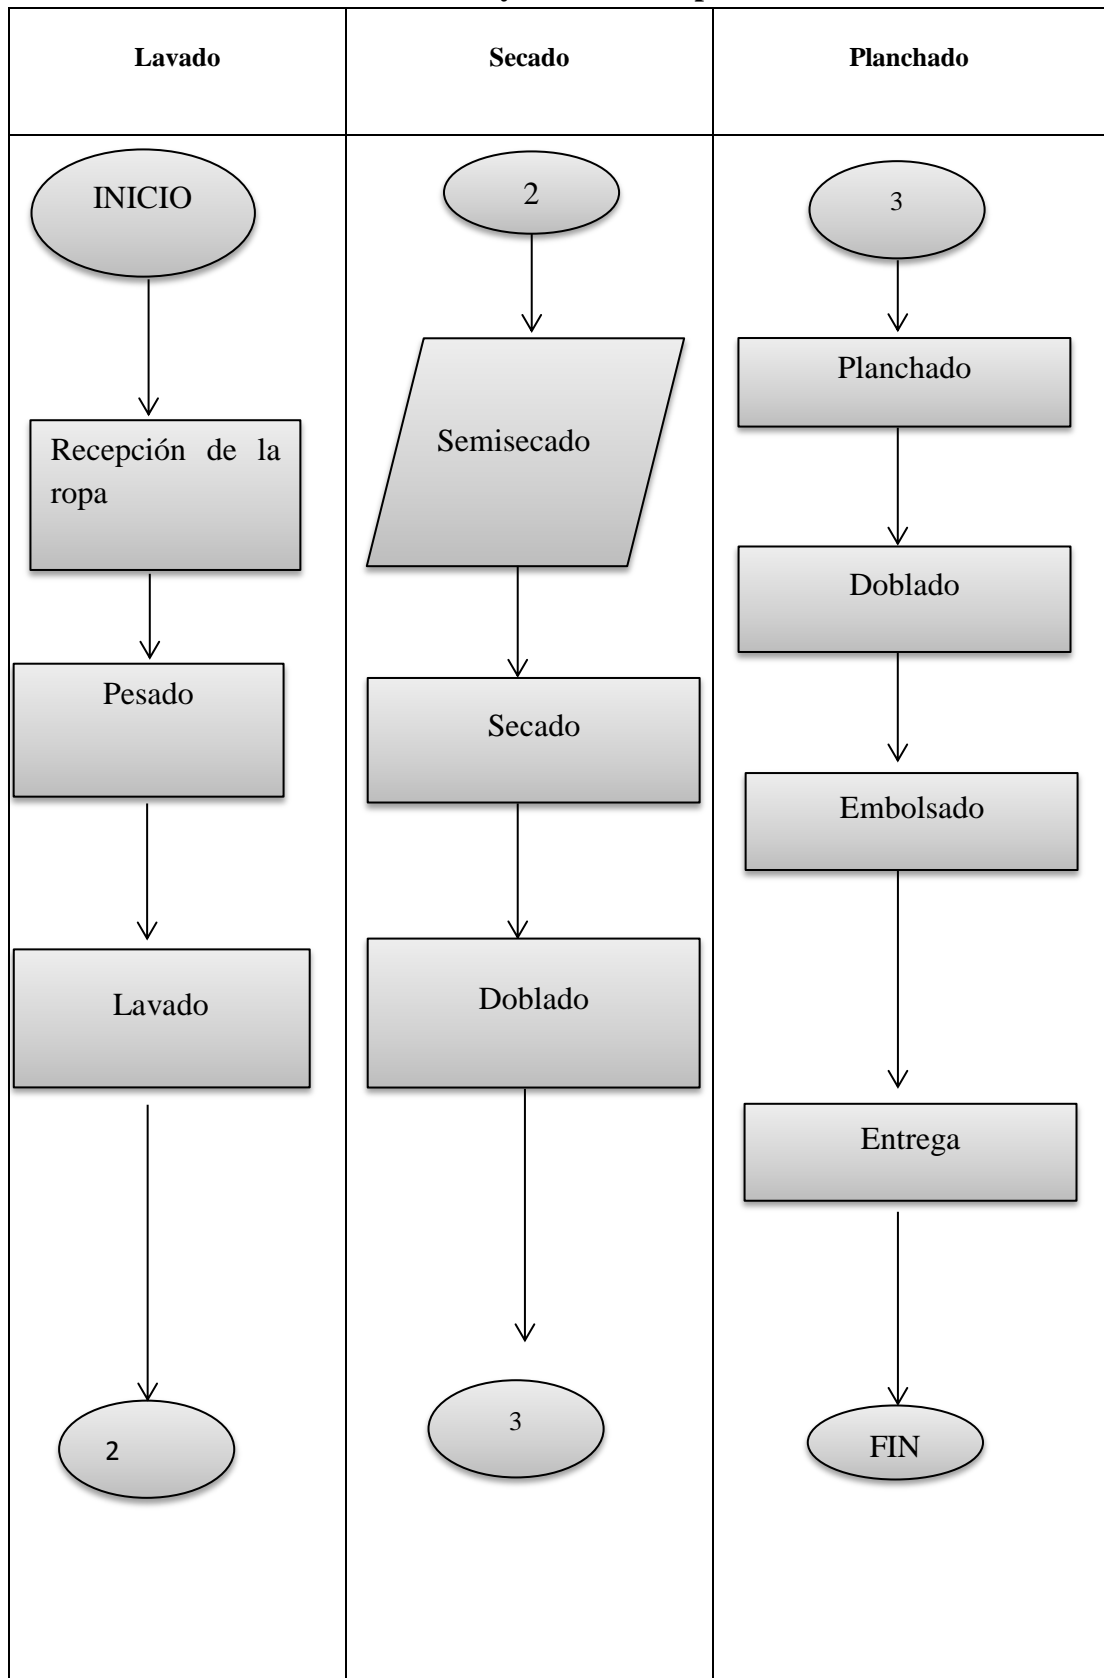 Lavado
Secado
Planchado
INICIO
Recepción de la
ropa
Pesado
Lavado
2
2
Semisecado
Secado
Doblado
3
3
Planchado
Doblado
Embolsado
Entrega
FIN